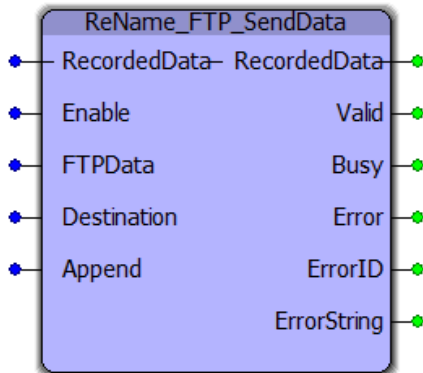 ReName_FTP_SendData
RecordedData RecordedData
Enable Valid
FTPData Busy
Destination Error
Append ErrorID
ErrorString